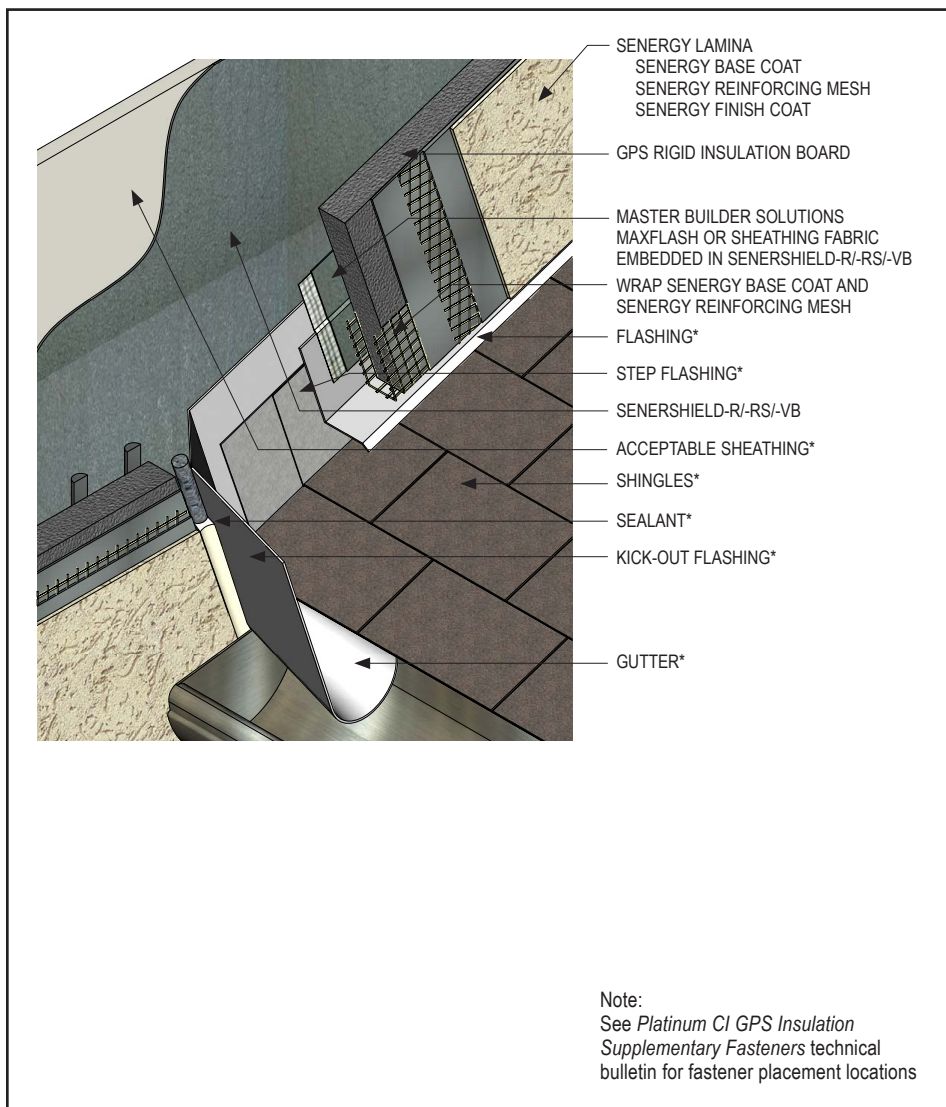 SENERGY LAMINA
SENERGY BASE COAT
SENERGY REINFORCING MESH
SENERGY FINISH COAT
GPS RIGID INSULATION BOARD
MASTER BUILDER SOLUTIONS
MAXFLASH OR SHEATHING FABRIC
EMBEDDED IN SENERSHIELD-R/-RS/-VB
WRAP SENERGY BASE COAT AND
SENERGY REINFORCING MESH
FLASHING*
STEP FLASHING*
SENERSHIELD-R/-RS/-VB
ACCEPTABLE SHEATHING*
SHINGLES*
SEALANT*
KICK-OUT FLASHING*
GUTTER*
Note:
See Platinum CI GPS Insulation
Supplementary Fasteners technical
bulletin for fastener placement locations